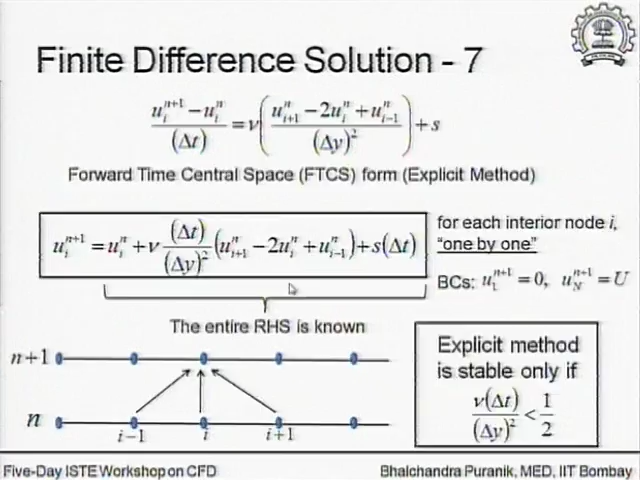 Finite Difference Solution - 7
(u_i^{n+1} − u_i^n)/(Δt) = ν((u_{i+1}^n − 2u_i^n + u_{i−1}^n)/(Δy)²) + s
Forward Time Central Space (FTCS) form (Explicit Method)
u_i^{n+1} = u_i^n + ν (Δt)/(Δy)² (u_{i+1}^n − 2u_i^n + u_{i−1}^n) + s(Δt)
for each interior node i,
"one by one"
BCs: u_1^{n+1} = 0, u_N^{n+1} = U
The entire RHS is known
n+1
n
i−1 i i+1
Explicit method
is stable only if
ν(Δt)/(Δy)² < 1/2
Five-Day ISTE Workshop on CFD
Bhalchandra Puranik, MED, IIT Bombay